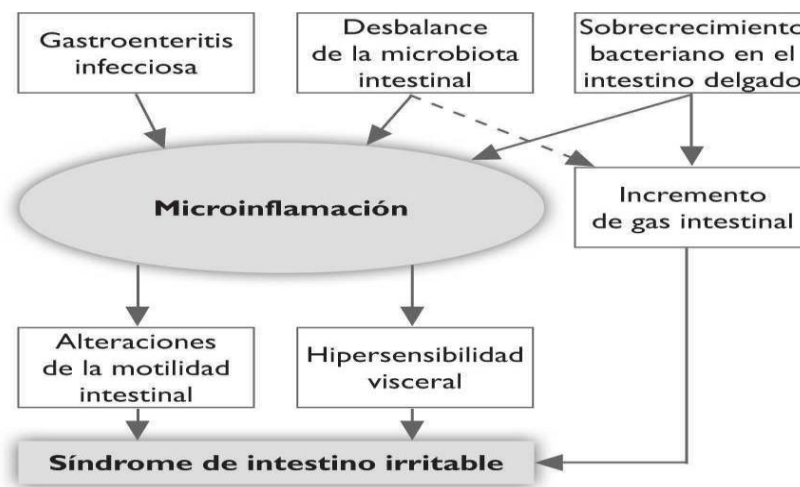 Gastroenteritis
infecciosa
Desbalance
de la microbiota
intestinal
Sobrecrecimiento
bacteriano en el
intestino delgado
Microinflamación
Incremento
de gas intestinal
Alteraciones
de la motilidad
intestinal
Hipersensibilidad
visceral
Síndrome de intestino irritable